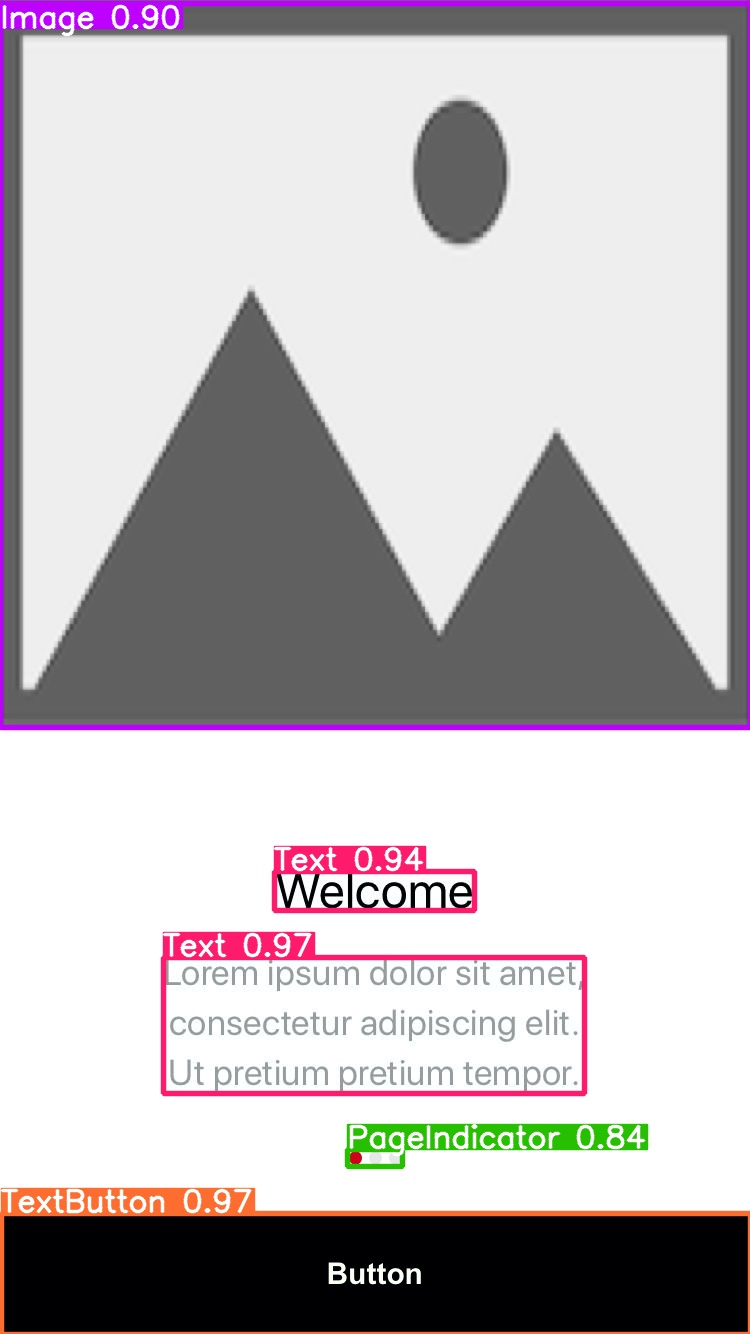 Image 0.90
Text 0.94
Welcome
Text 0.97
Lorem ipsum dolor sit amet,
consectetur adipiscing elit.
Ut pretium pretium tempor.
PageIndicator 0.84
TextButton 0.97
Button